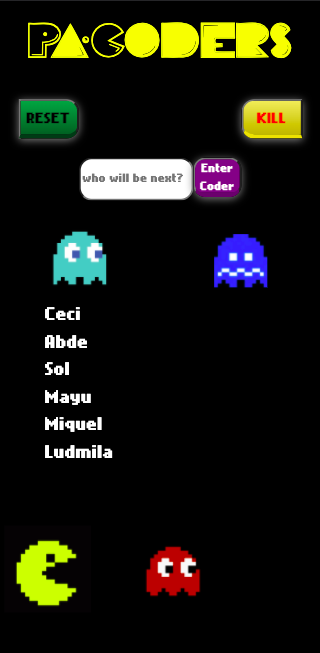 PA·CODERS
RESET
KILL
who will be next?
Enter
Coder
Ceci
Abde
Sol
Mayu
Miquel
Ludmila